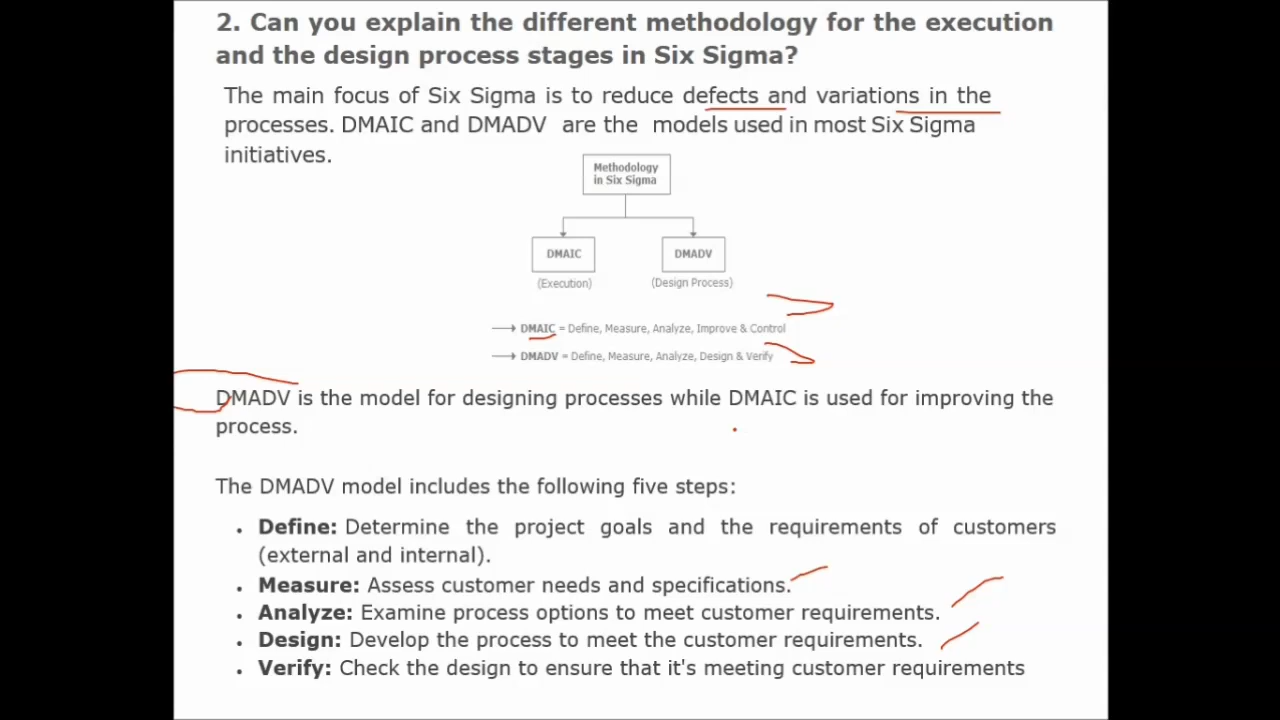 2. Can you explain the different methodology for the execution
and the design process stages in Six Sigma?
The main focus of Six Sigma is to reduce defects and variations in the
processes. DMAIC and DMADV are the models used in most Six Sigma
initiatives.
Methodology
in Six Sigma
DMAIC
DMADV
(Execution)
(Design Process)
DMAIC = Define, Measure, Analyze, Improve & Control
DMADV = Define, Measure, Analyze, Design & Verify
DMADV is the model for designing processes while DMAIC is used for improving the
process.
The DMADV model includes the following five steps:
• Define: Determine the project goals and the requirements of customers
(external and internal).
• Measure: Assess customer needs and specifications.
• Analyze: Examine process options to meet customer requirements.
• Design: Develop the process to meet the customer requirements.
• Verify: Check the design to ensure that it's meeting customer requirements